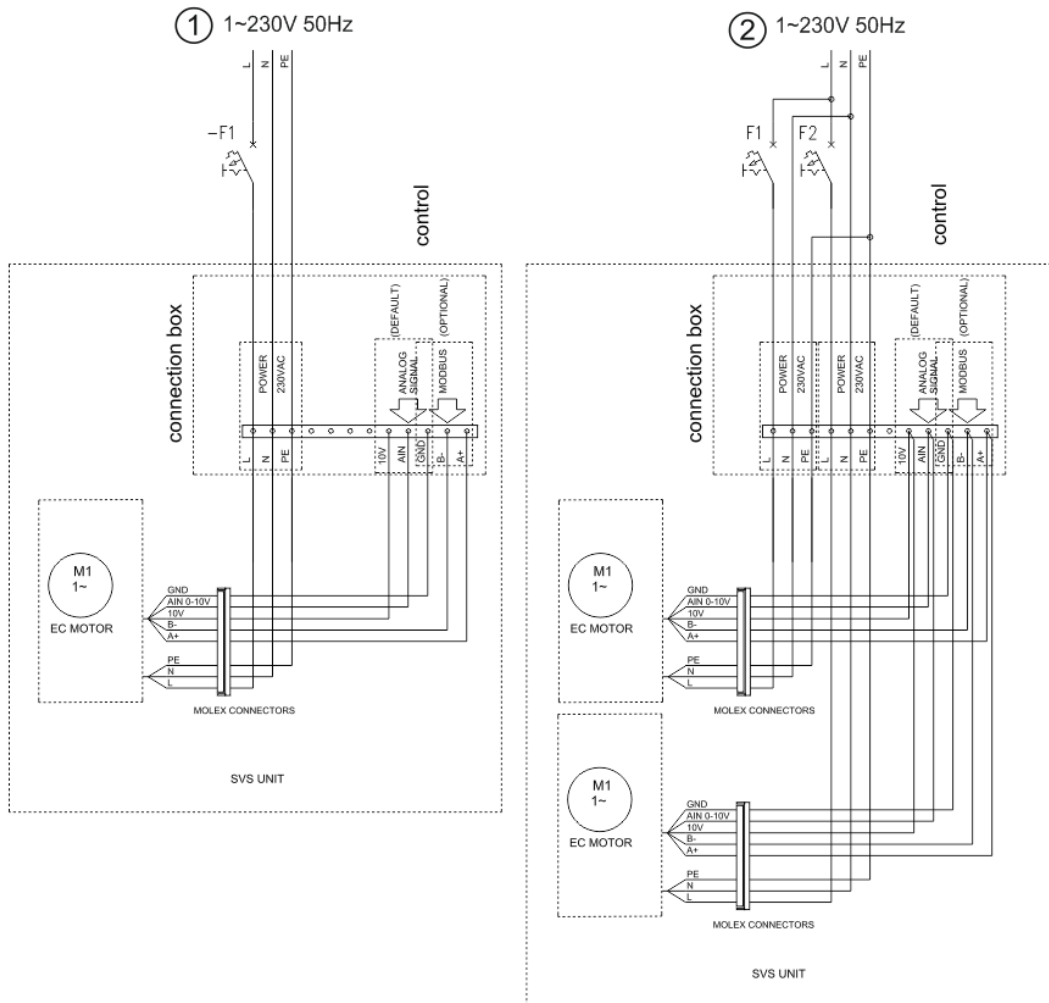 1 1~230V 50Hz
L
N
PE
-F1
control
connection box
POWER
230VAC
(DEFAULT)
ANALOG
SIGNAL
(OPTIONAL)
MODBUS
L
N
PE
10V
AIN
GND
B-
A+
M1
1~
EC MOTOR
GND
AIN 0-10V
10V
B-
A+
PE
N
L
MOLEX CONNECTORS
SVS UNIT
2 1~230V 50Hz
L
N
PE
F1
F2
control
connection box
POWER
230VAC
POWER
230VAC
(DEFAULT)
ANALOG
SIGNAL
(OPTIONAL)
MODBUS
L
N
PE
L
N
PE
10V
AIN
GND
B-
A+
M1
1~
EC MOTOR
GND
AIN 0-10V
10V
B-
A+
PE
N
L
MOLEX CONNECTORS
M1
1~
EC MOTOR
GND
AIN 0-10V
10V
B-
A+
PE
N
L
MOLEX CONNECTORS
SVS UNIT